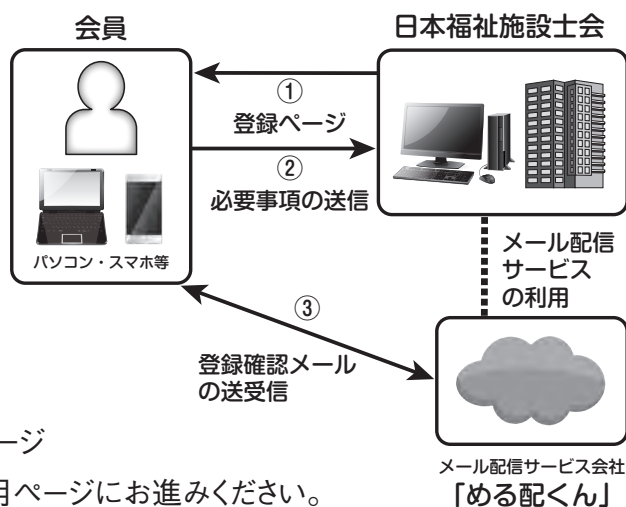 会員
日本福祉施設士会
①
登録ページ
②
必要事項の送信
パソコン・スマホ等
メール配信
サービス
の利用
③
登録確認メール
の送受信
ージ
ページにお進みください。
メール配信サービス会社
「める配くん」